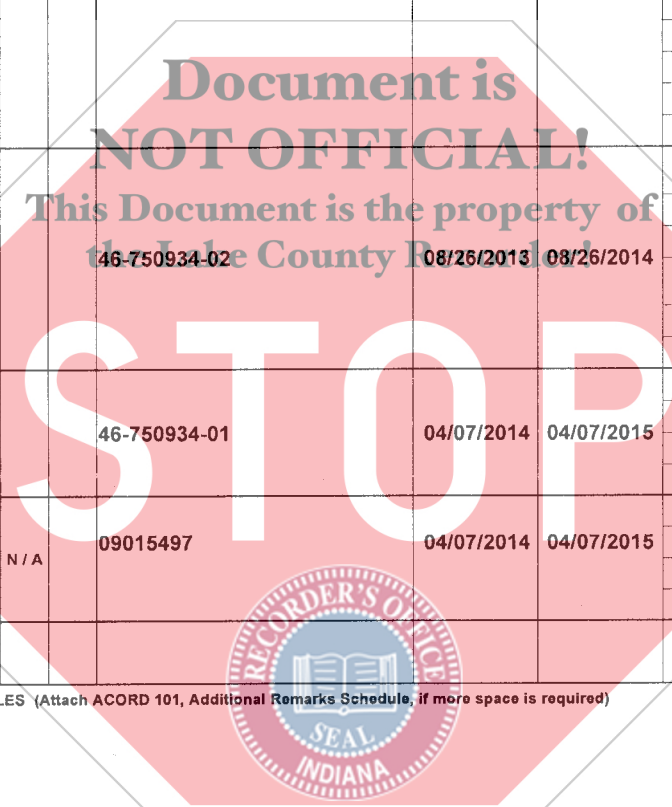 Document is
NOT OFFICIAL!
This Document is the property of
the Lake County Recorder!
46-750934-02 08/26/2013 08/26/2014
STOP
46-750934-01 04/07/2014 04/07/2015
09015497 04/07/2014 04/07/2015
N/A
RECORDER'S OFFICE
SEAL
INDIANA
LES (Attach ACORD 101, Additional Remarks Schedule, if more space is required)